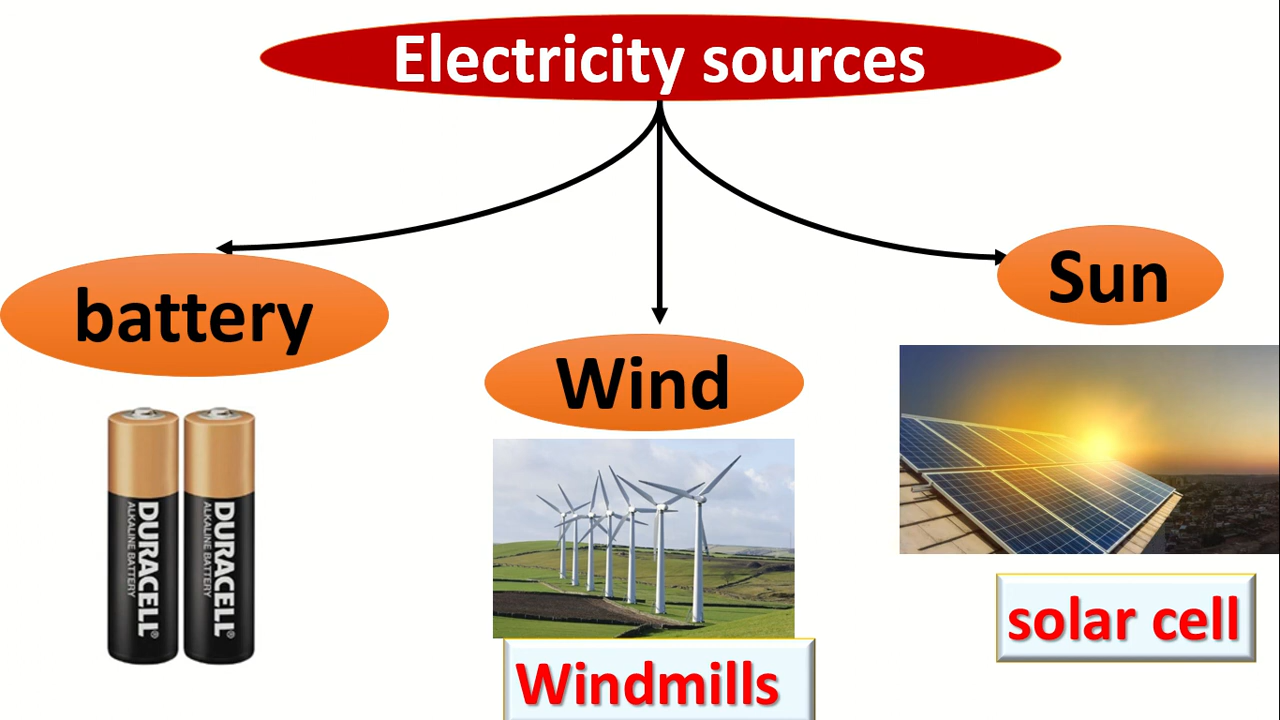 Electricity sources
battery
Wind
Sun
DURACELL®
ALKALINE BATTERY
DURACELL®
ALKALINE BATTERY
Windmills
solar cell